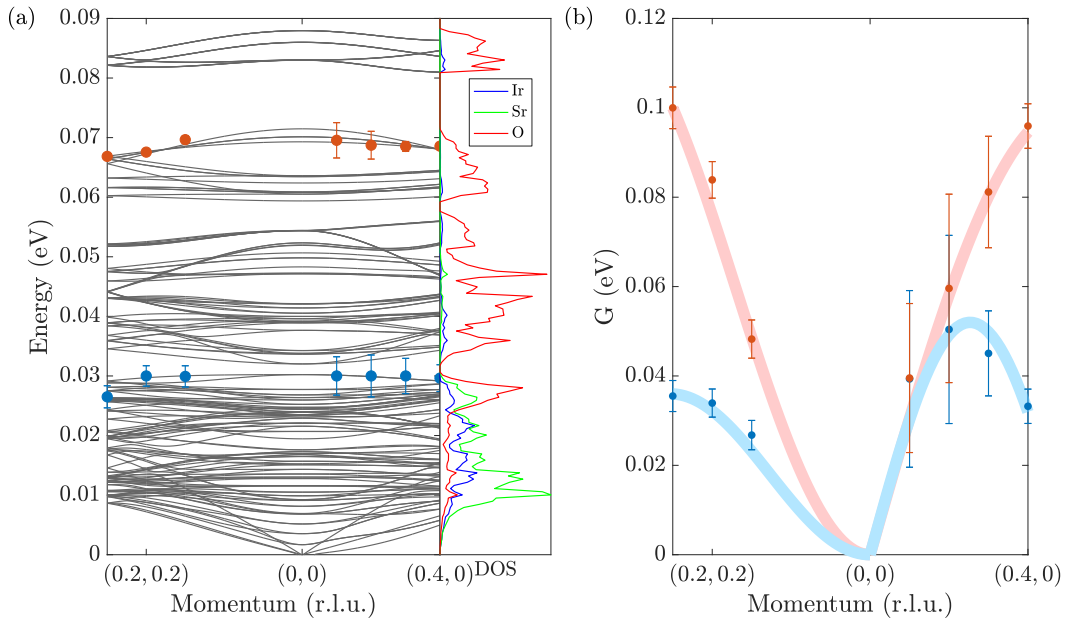 (a)
0.09
0.08
0.07
0.06
0.05
0.04
0.03
0.02
0.01
0
Energy (eV)
Ir
Sr
O
(0.2, 0.2)
(0, 0)
(0.4, 0)
DOS
Momentum (r.l.u.)
(b)
0.12
0.1
0.08
0.06
0.04
0.02
0
G (eV)
(0.2, 0.2)
(0, 0)
(0.4, 0)
Momentum (r.l.u.)